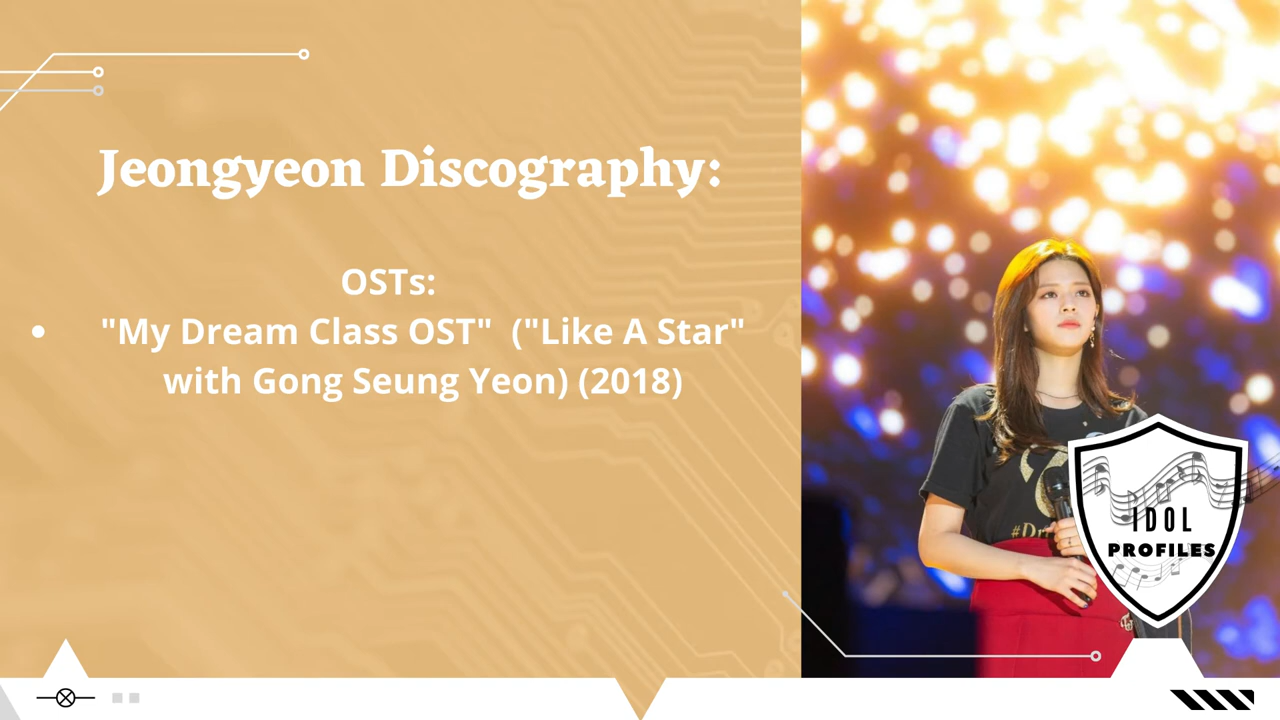 Jeongyeon Discography:
OSTs:
• "My Dream Class OST" ("Like A Star"
with Gong Seung Yeon) (2018)
IDOL
PROFILES